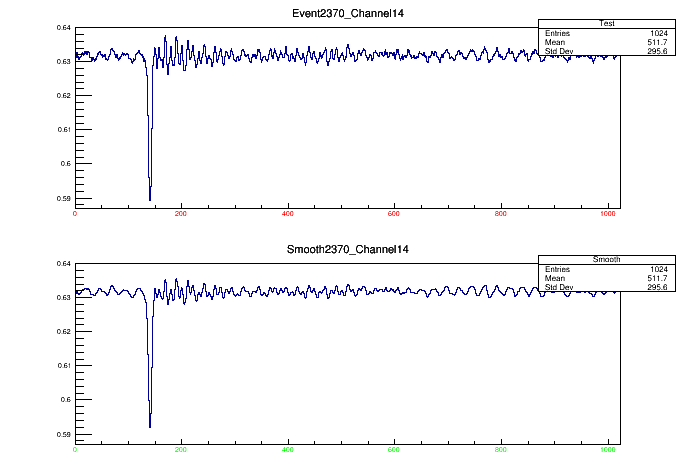 Event2370_Channel14
Test
Entries 1024
Mean 511.7
Std Dev 295.6
0.64
0.63
0.62
0.61
0.6
0.59
0 200 400 600 800 1000
Smooth2370_Channel14
Smooth
Entries 1024
Mean 511.7
Std Dev 295.6
0.64
0.63
0.62
0.61
0.6
0.59
0 200 400 600 800 1000